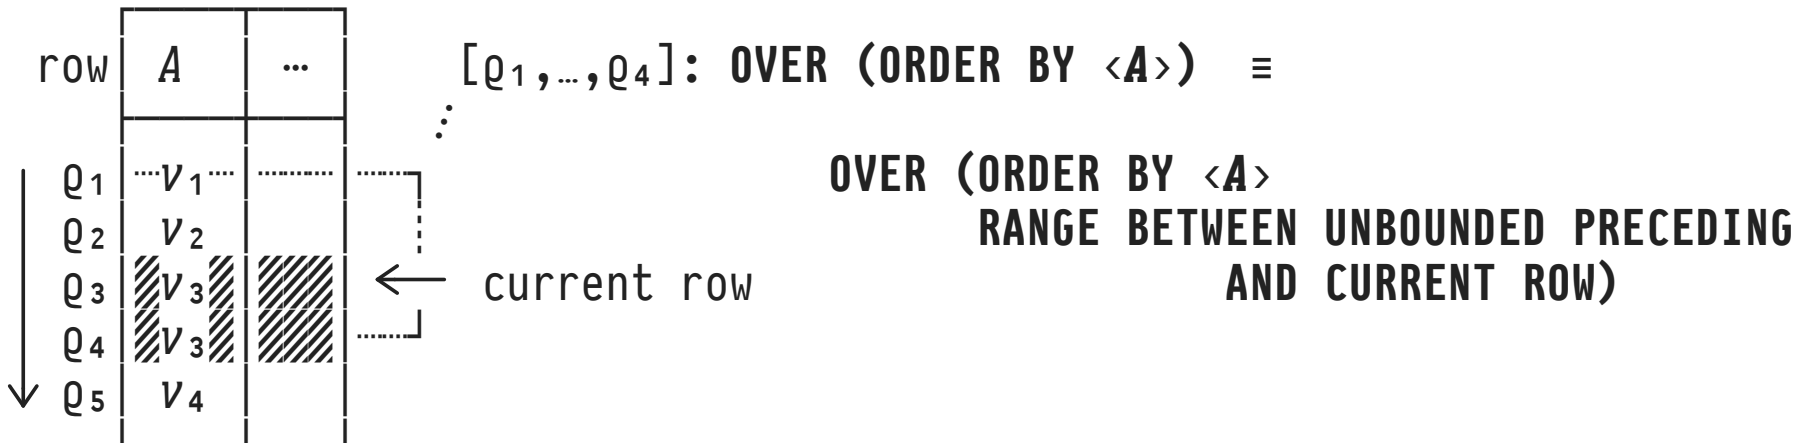 row A … [ϱ₁,…,ϱ₄]: OVER (ORDER BY <A>) ≡
ϱ₁ v₁ OVER (ORDER BY <A>
ϱ₂ v₂ RANGE BETWEEN UNBOUNDED PRECEDING
ϱ₃ v₃ ← current row AND CURRENT ROW)
ϱ₄ v₃
ϱ₅ v₄